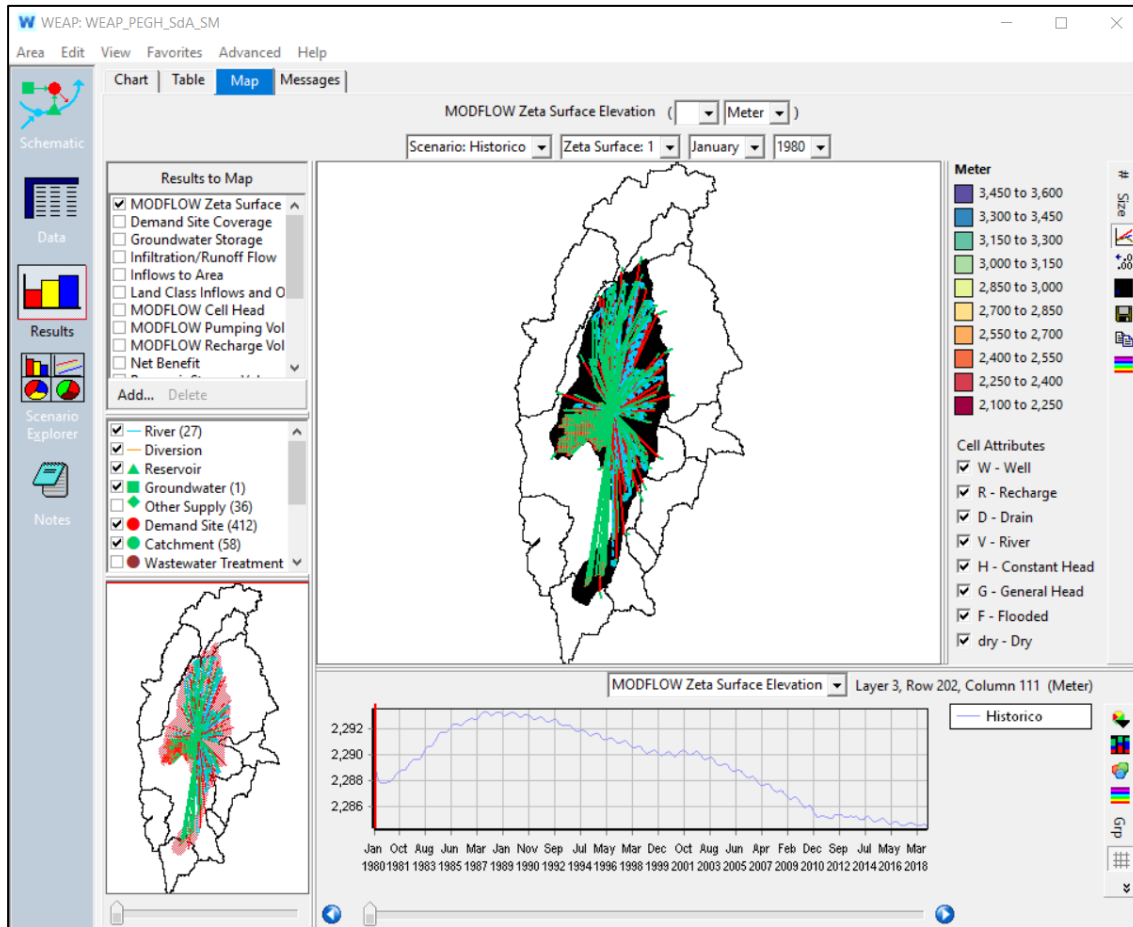 WEAP: WEAP_PEGH_SdA_SM
Area Edit View Favorites Advanced Help
Schematic
Data
Results
Scenario
Explorer
Notes
Chart Table Map Messages
MODFLOW Zeta Surface Elevation ( Meter )
Scenario: Historico Zeta Surface: 1 January 1980
Results to Map
MODFLOW Zeta Surface
Demand Site Coverage
Groundwater Storage
Infiltration/Runoff Flow
Inflows to Area
Land Class Inflows and O
MODFLOW Cell Head
MODFLOW Pumping Vol
MODFLOW Recharge Vol
Net Benefit
Add... Delete
River (27)
Diversion
Reservoir
Groundwater (1)
Other Supply (36)
Demand Site (412)
Catchment (58)
Wastewater Treatment
Meter
3,450 to 3,600
3,300 to 3,450
3,150 to 3,300
3,000 to 3,150
2,850 to 3,000
2,700 to 2,850
2,550 to 2,700
2,400 to 2,550
2,250 to 2,400
2,100 to 2,250
Cell Attributes
W - Well
R - Recharge
D - Drain
V - River
H - Constant Head
G - General Head
F - Flooded
dry - Dry
#
Size
MODFLOW Zeta Surface Elevation Layer 3, Row 202, Column 111 (Meter)
Historico
2,292
2,290
2,288
2,286
Jan Oct Aug Jun Mar Jan Nov Sep Jul May Mar Dec Oct Aug Jun Apr Feb Dec Sep Jul May Mar
1980 1981 1983 1985 1987 1989 1990 1992 1994 1996 1998 1999 2001 2003 2005 2007 2009 2010 2012 2014 2016 2018
Grp